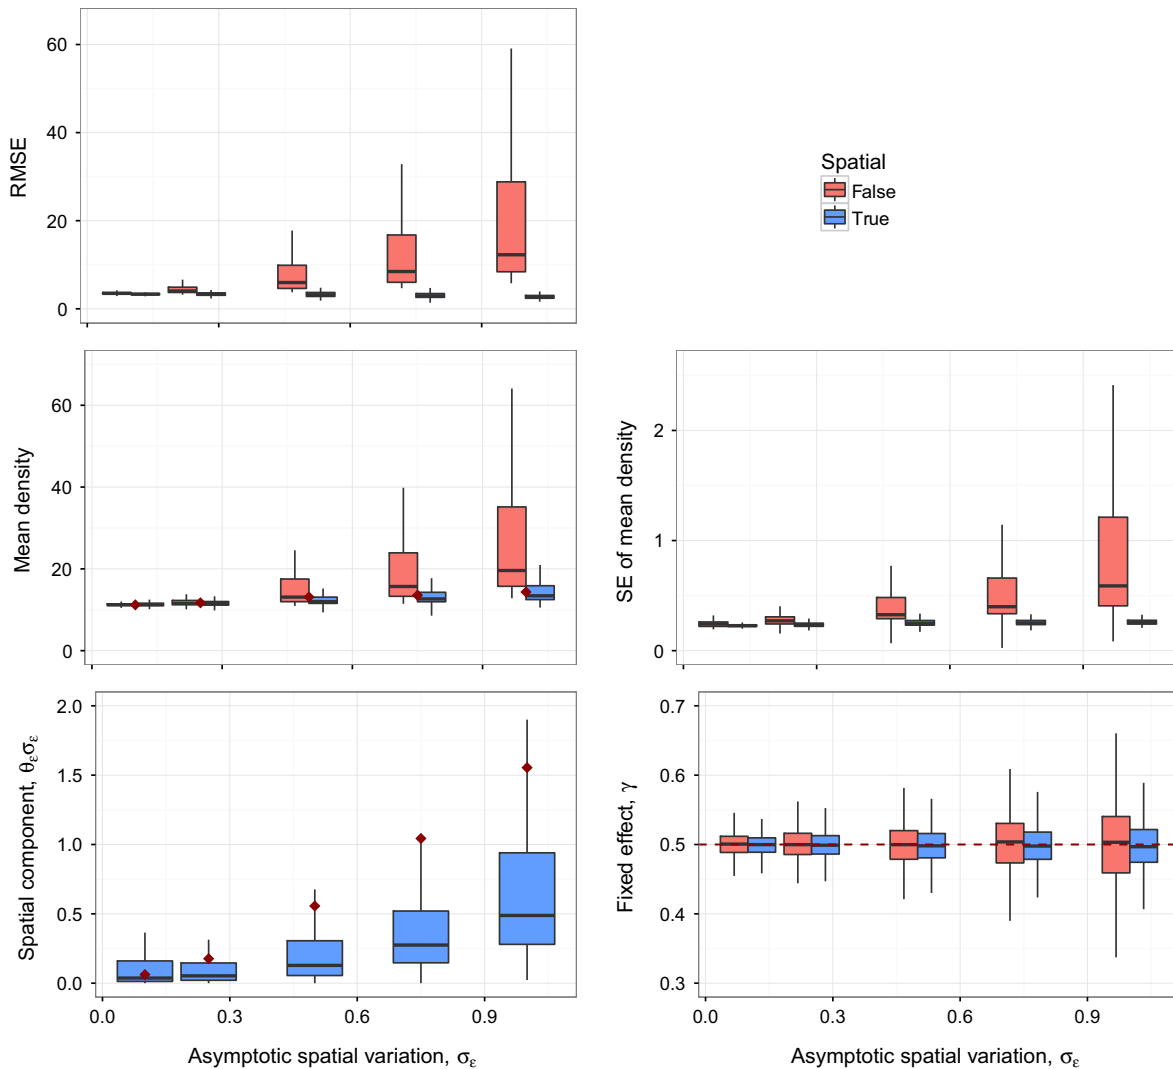 60
40
20
0
RMSE
Spatial
False
True
60
40
20
0
Mean density
2
1
0
SE of mean density
2.0
1.5
1.0
0.5
0.0
Spatial component, θεσε
0.0 0.3 0.6 0.9
Asymptotic spatial variation, σε
0.7
0.6
0.5
0.4
0.3
Fixed effect, γ
0.0 0.3 0.6 0.9
Asymptotic spatial variation, σε